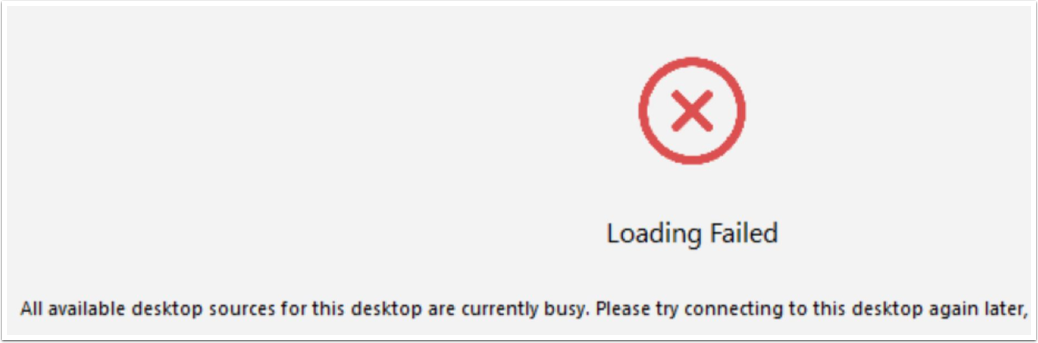 Loading Failed
All available desktop sources for this desktop are currently busy. Please try connecting to this desktop again later,